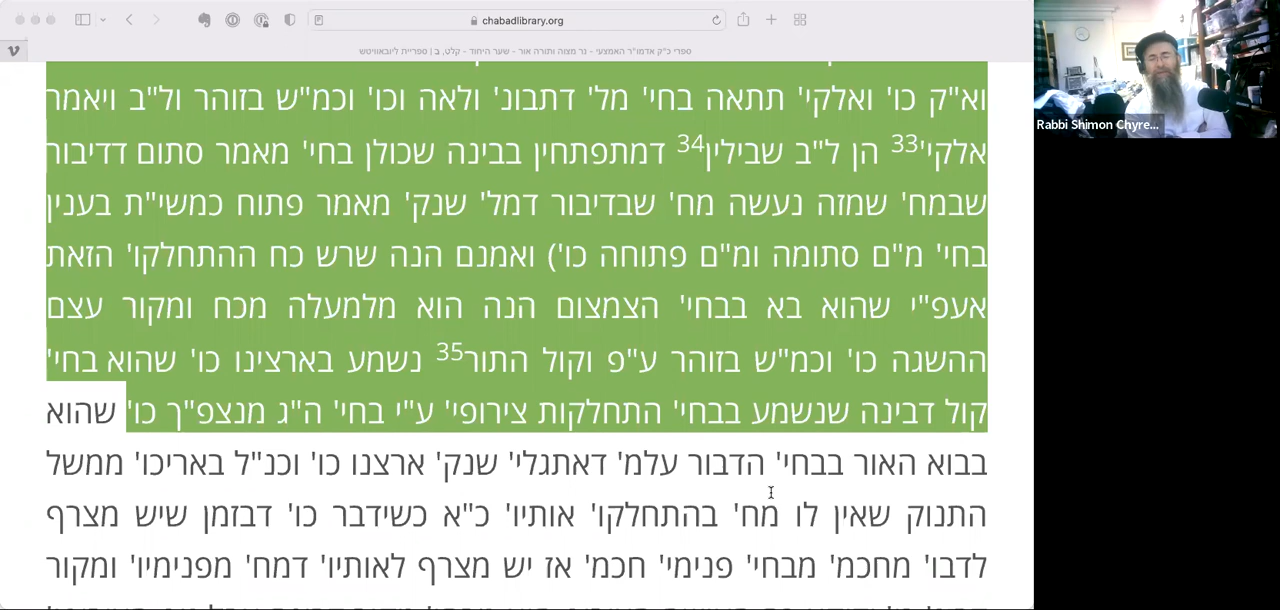 chabadlibrary.org
ספרי כ"ק אדמו"ר האמצעי - נר מצוה ותורה אור - שער היחוד - קלט, ב | ספריית ליובאוויטש
וא"ק כו' ואלקי' תתאה בחי' מל' דתבונ' ולאה וכו' וכמ"ש בזוהר ול"ב ויאמר
אלקי'33 הן ל"ב שבילין34 דמתפתחין בבינה שכולן בחי' מאמר סתום דדיבור
שבמח' שמזה נעשה מח' שבדיבור דמל' שנק' מאמר פתוח כמשי"ת בענין
בחי' מ"ם סתומה ומ"ם פתוחה כו') ואמנם הנה שרש כח ההתחלקו' הזאת
אעפ"י שהוא בא בבחי' הצמצום הנה הוא מלמעלה מכח ומקור עצם
ההשגה כו' וכמ"ש בזוהר ע"פ וקול התור35 נשמע בארצינו כו' שהוא בחי'
קול דבינה שנשמע בבחי' התחלקות צירופי' ע"י בחי' ה"ג מנצפ"ך כו' שהוא
בבוא האור בבחי' הדבור עלמ' דאתגלי' שנק' ארצנו כו' וכנ"ל באריכו' ממשל
התנוק שאין לו מח' בהתחלקו' אותיו' כ"א כשידבר כו' דבזמן שיש מצרף
לדבו' מחכמ' מבחי' פנימי' חכמ' אז יש מצרף לאותיו' דמח' מפנימיו' ומקור
Rabbi Shimon Chyre...